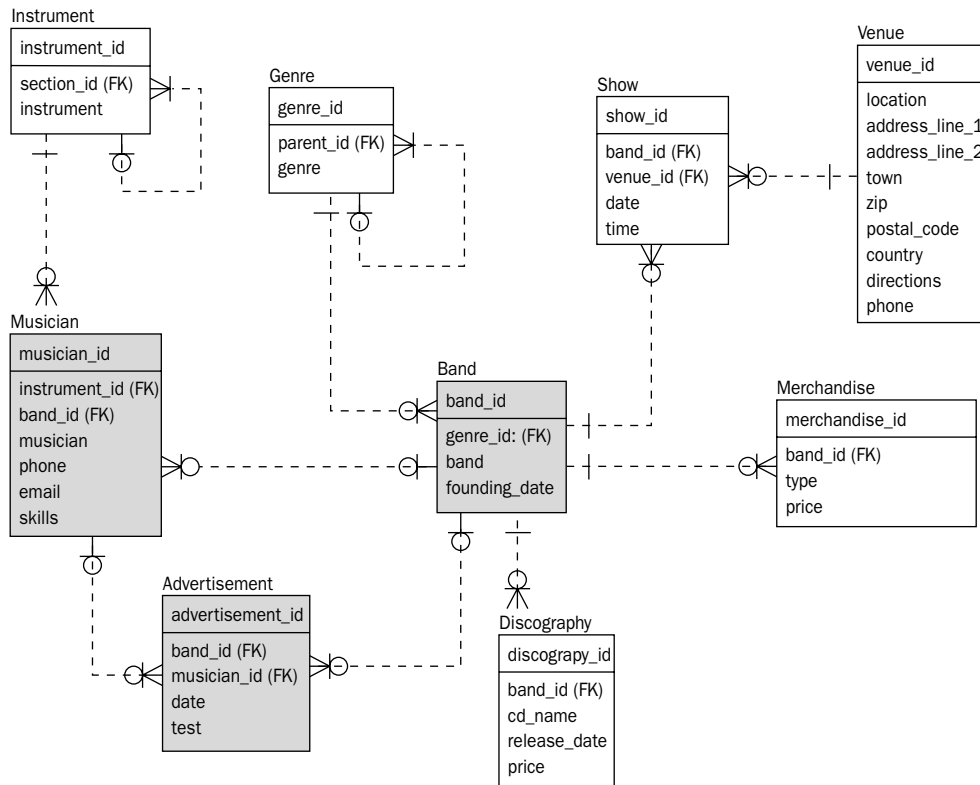 Instrument
instrument_id
section_id (FK)
instrument
Genre
genre_id
parent_id (FK)
genre
Show
show_id
band_id (FK)
venue_id (FK)
date
time
Venue
venue_id
location
address_line_1
address_line_2
town
zip
postal_code
country
directions
phone
Musician
musician_id
instrument_id (FK)
band_id (FK)
musician
phone
email
skills
Band
band_id
genre_id: (FK)
band
founding_date
Merchandise
merchandise_id
band_id (FK)
type
price
Advertisement
advertisement_id
band_id (FK)
musician_id (FK)
date
test
Discography
discograpy_id
band_id (FK)
cd_name
release_date
price